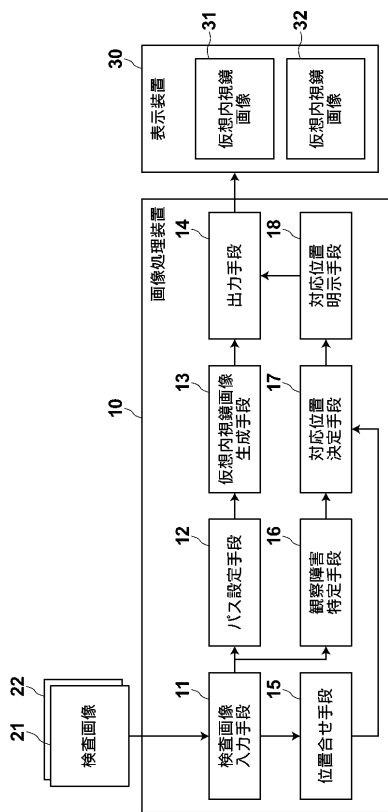 22
21
検査画像
10
画像処理装置
11
検査画像
入力手段
12
パス設定手段
13
仮想内視鏡画像
生成手段
14
出力手段
15
位置合せ手段
16
観察障害
特定手段
17
対応位置
決定手段
18
対応位置
明示手段
30
表示装置
31
仮想内視鏡
画像
32
仮想内視鏡
画像